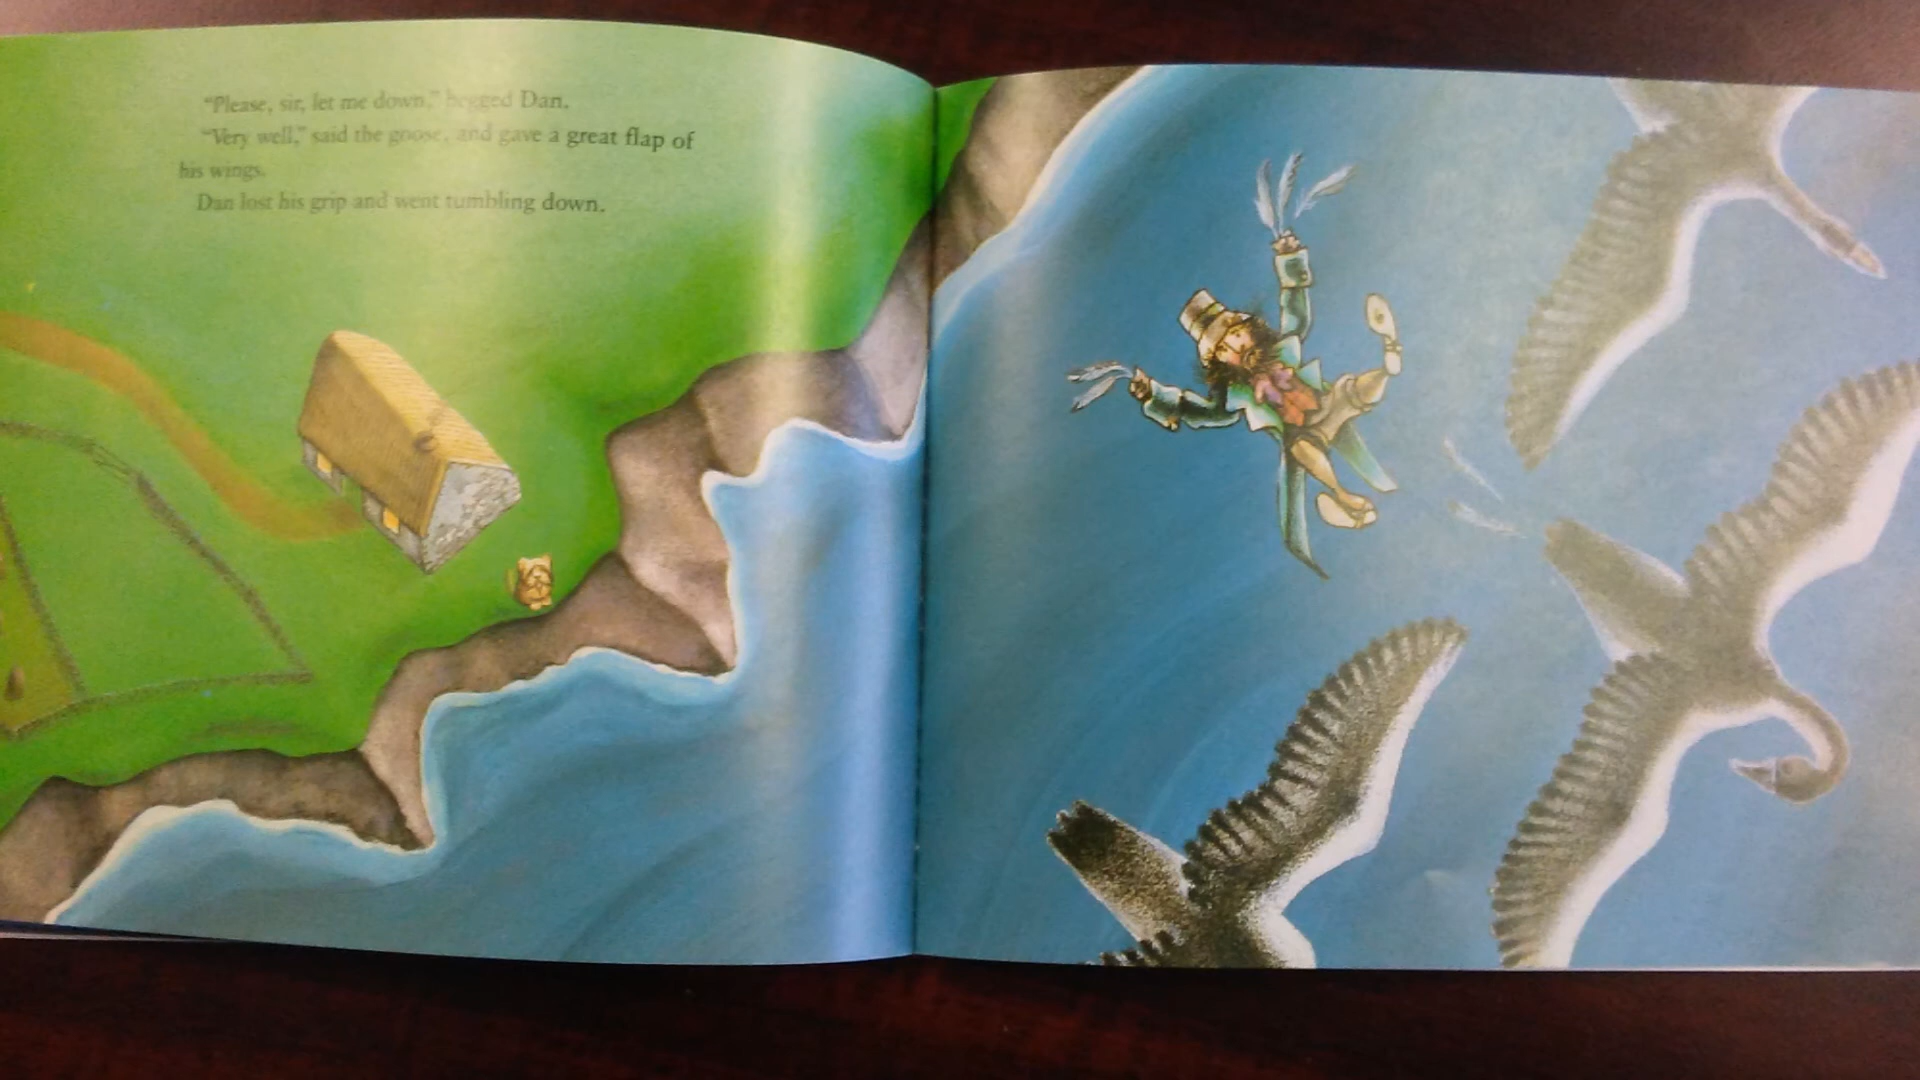 "Please, sir, let me down," begged Dan.
"Very well," said the goose, and gave a great flap of
his wings.
Dan lost his grip and went tumbling down.